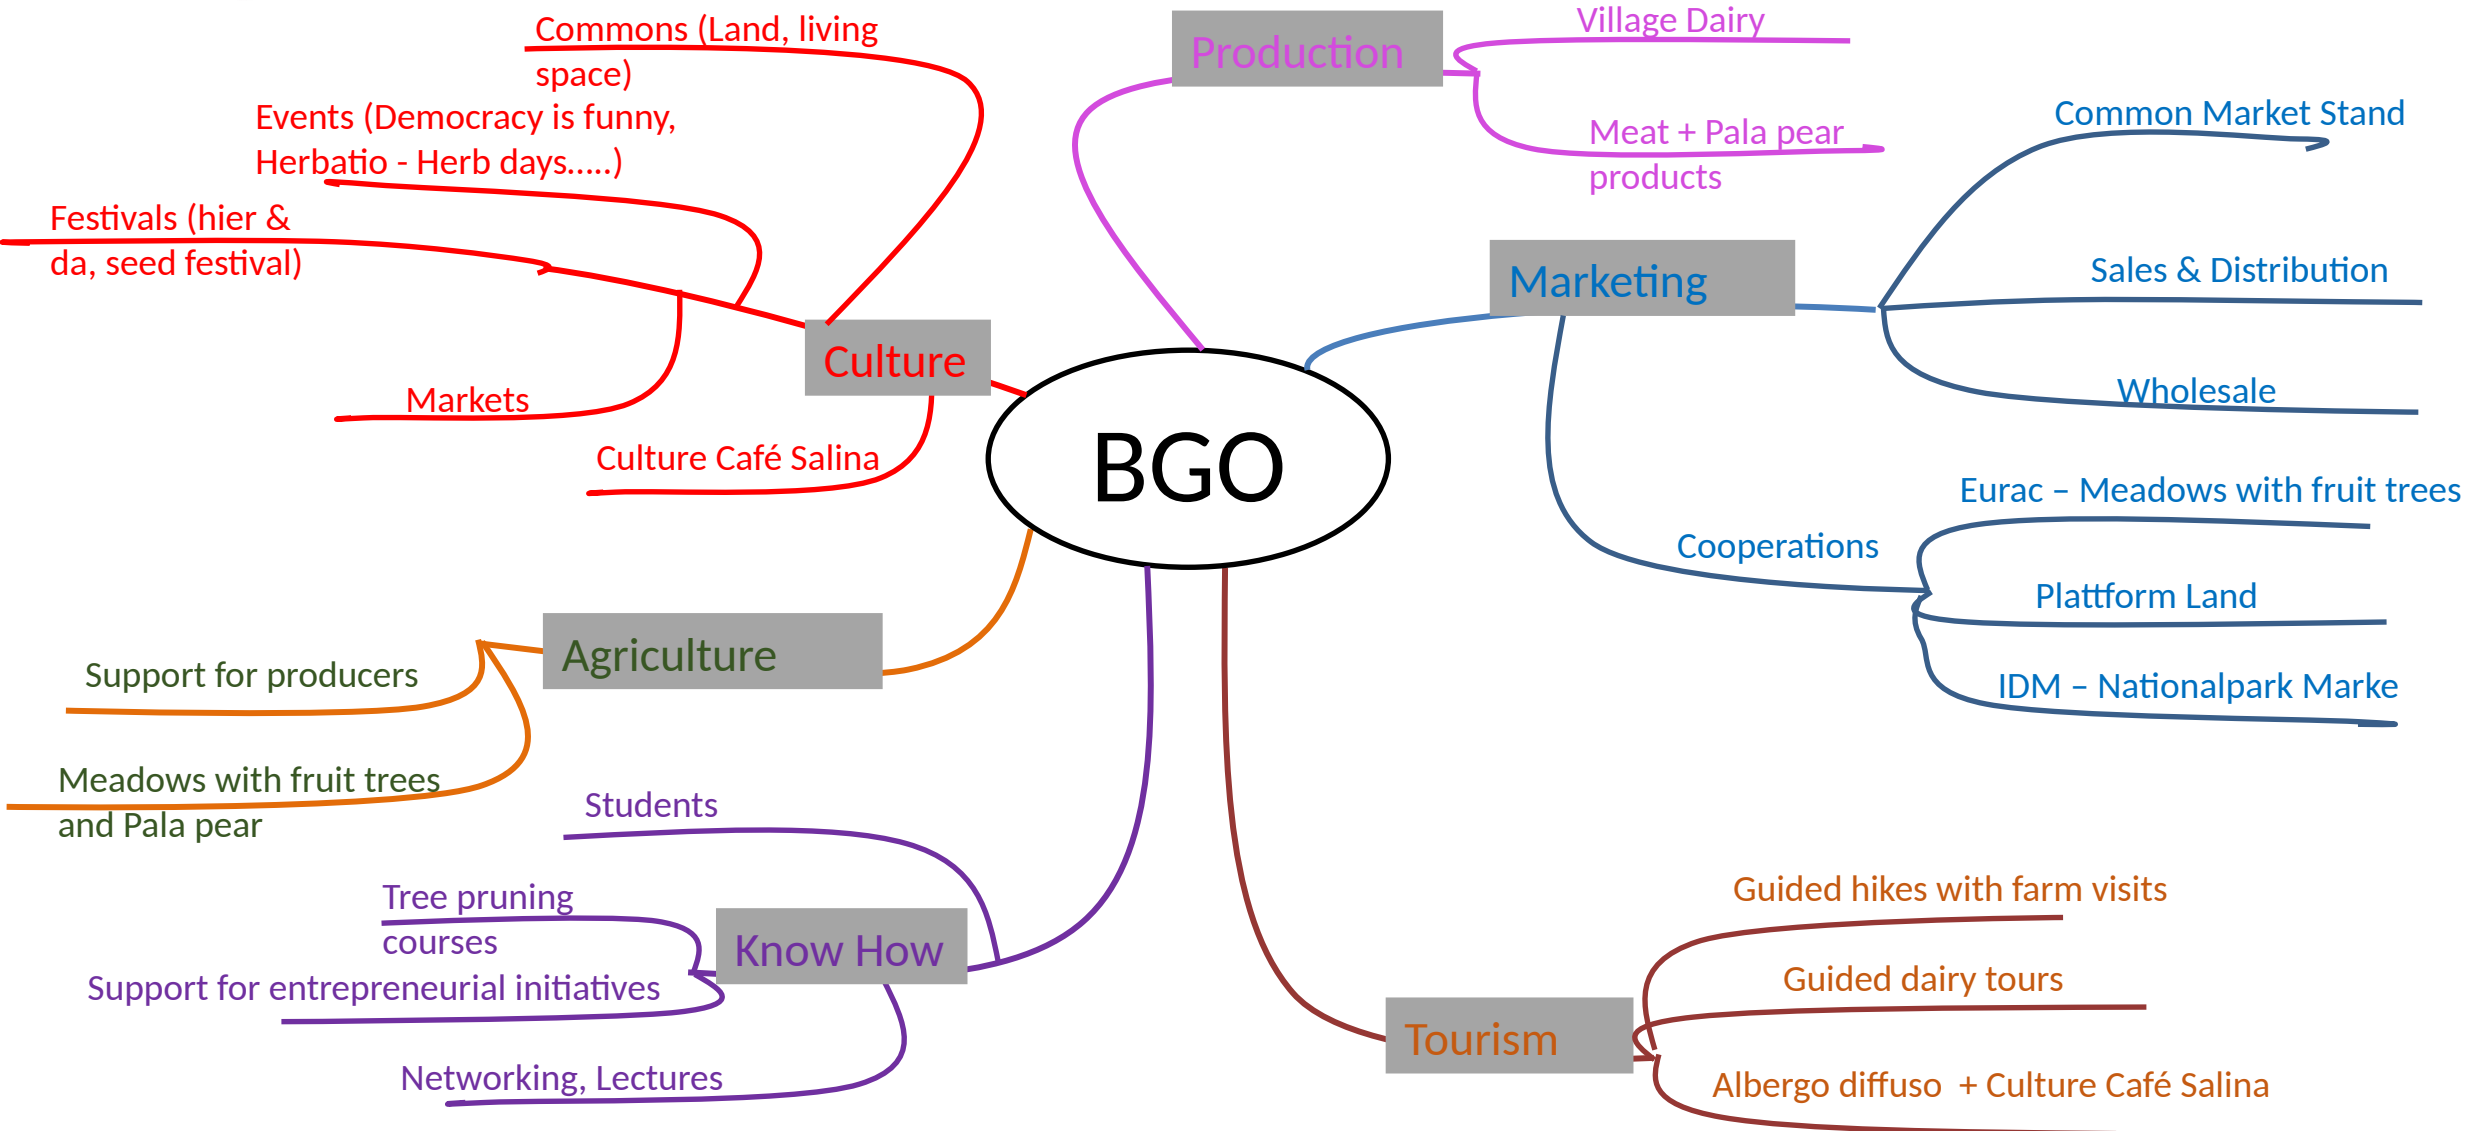 Commons (Land, living
space)
Events (Democracy is funny,
Herbatio - Herb days.....)
Festivals (hier &
da, seed festival)
Markets
Culture
Culture Café Salina
Production
Village Dairy
Meat + Pala pear
products
Marketing
Common Market Stand
Sales & Distribution
Wholesale
Cooperations
Eurac – Meadows with fruit trees
Plattform Land
IDM – Nationalpark Marke
BGO
Agriculture
Support for producers
Meadows with fruit trees
and Pala pear
Students
Tree pruning
courses
Know How
Support for entrepreneurial initiatives
Networking, Lectures
Tourism
Guided hikes with farm visits
Guided dairy tours
Albergo diffuso  + Culture Café Salina